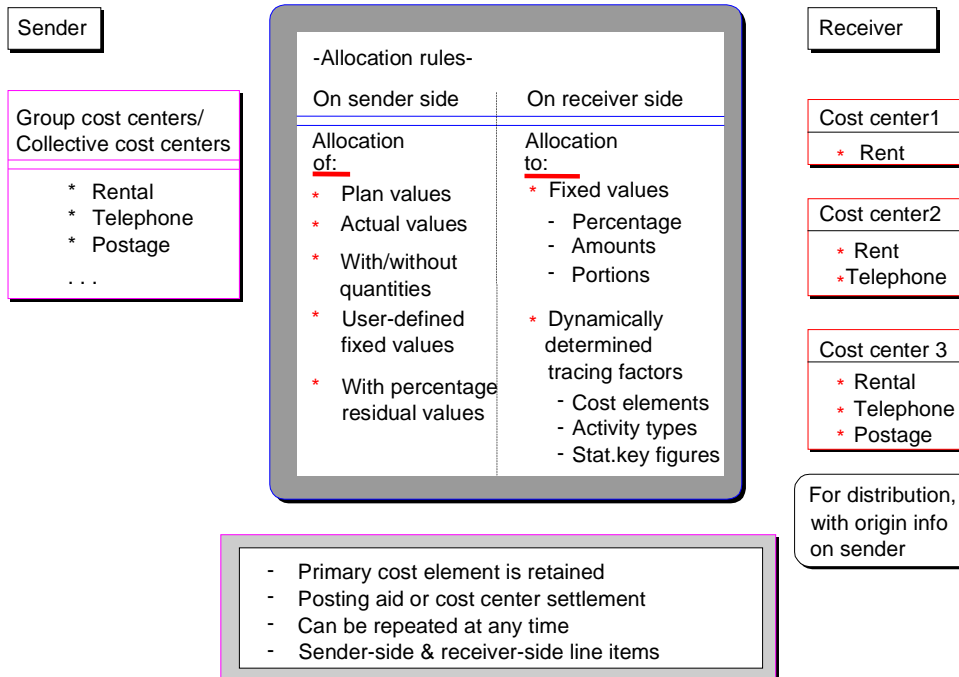 Sender
Group cost centers/
Collective cost centers
* Rental
* Telephone
* Postage
. . .
-Allocation rules-
On sender side
Allocation
of:
* Plan values
* Actual values
* With/without
quantities
* User-defined
fixed values
* With percentage
residual values
On receiver side
Allocation
to:
* Fixed values
- Percentage
- Amounts
- Portions
* Dynamically
determined
tracing factors
- Cost elements
- Activity types
- Stat.key figures
Receiver
Cost center1
* Rent
Cost center2
* Rent
*Telephone
Cost center 3
* Rental
* Telephone
* Postage
For distribution,
with origin info
on sender
- Primary cost element is retained
- Posting aid or cost center settlement
- Can be repeated at any time
- Sender-side & receiver-side line items